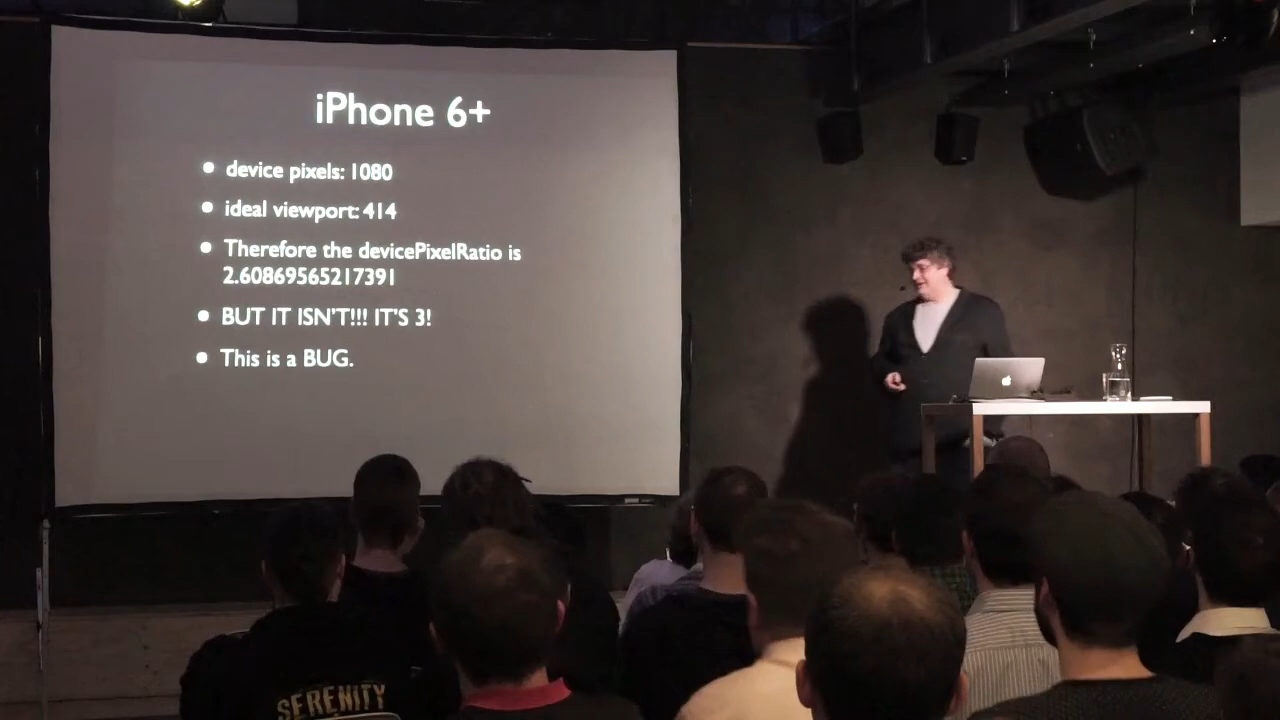 iPhone 6+
• device pixels: 1080
• ideal viewport: 414
• Therefore the devicePixelRatio is
2.60869565217391
• BUT IT ISN'T!!! IT'S 3!
• This is a BUG.
SERENITY